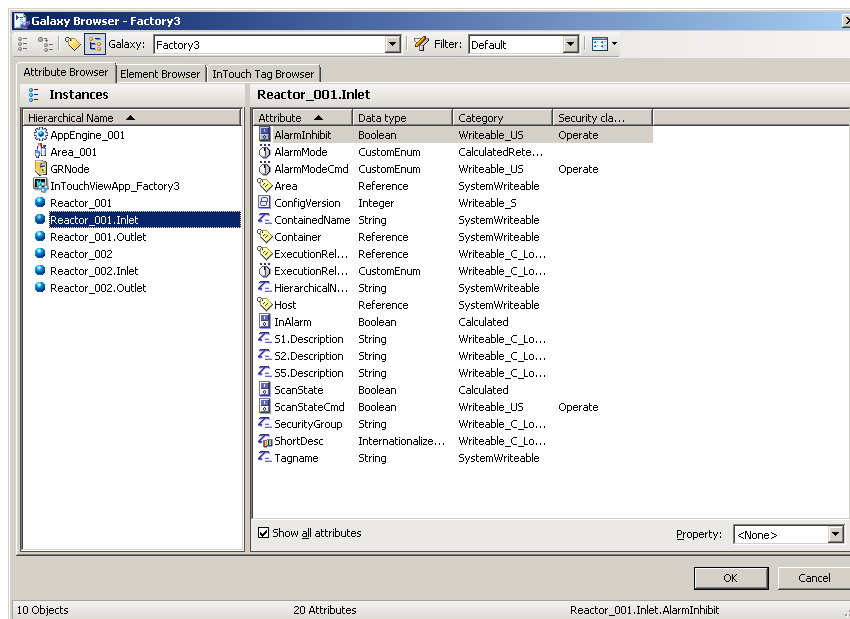 Galaxy Browser - Factory3
Galaxy: Factory3 Filter: Default
Attribute Browser Element Browser InTouch Tag Browser
Instances
Hierarchical Name
AppEngine_001
Area_001
GRNode
InTouchViewApp_Factory3
Reactor_001
Reactor_001.Inlet
Reactor_001.Outlet
Reactor_002
Reactor_002.Inlet
Reactor_002.Outlet
Reactor_001.Inlet
Attribute Data type Category Security cla...
AlarmInhibit Boolean Writeable_US Operate
AlarmMode CustomEnum CalculatedRete...
AlarmModeCmd CustomEnum Writeable_US Operate
Area Reference SystemWriteable
ConfigVersion Integer Writeable_S
ContainedName String SystemWriteable
Container Reference SystemWriteable
ExecutionRel... Reference Writeable_C_Lo...
ExecutionRel... CustomEnum Writeable_C_Lo...
HierarchicalN... String SystemWriteable
Host Reference SystemWriteable
InAlarm Boolean Calculated
S1.Description String Writeable_C_Lo...
S2.Description String Writeable_C_Lo...
S5.Description String Writeable_C_Lo...
ScanState Boolean Calculated
ScanStateCmd Boolean Writeable_US Operate
SecurityGroup String Writeable_C_Lo...
ShortDesc Internationalize... Writeable_C_Lo...
Tagname String SystemWriteable
Show all attributes
Property: <None>
OK Cancel
10 Objects 20 Attributes Reactor_001.Inlet.AlarmInhibit